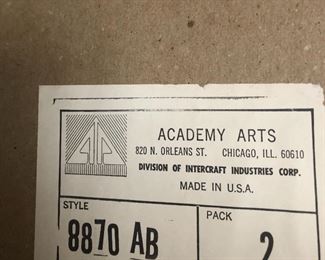 ACADEMY ARTS
820 N. ORLEANS ST. CHICAGO, ILL. 60610
DIVISION OF INTERCRAFT INDUSTRIES CORP.
MADE IN U.S.A.
STYLE PACK
8870 AB 2